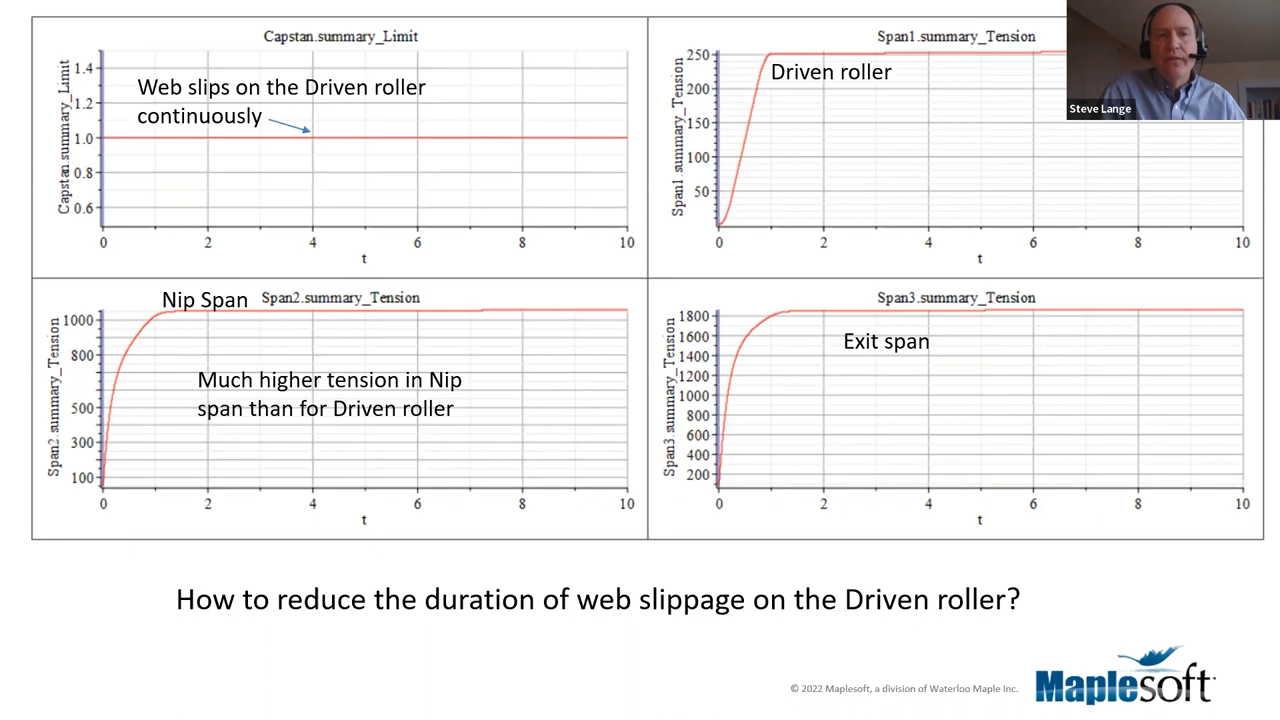 Capstan.summary_Limit
Capstan.summary_Limit
1.4
1.2
1.0
0.8
0.6
Web slips on the Driven roller
continuously
0 2 4 6 8 10
t
Span1.summary_Tension
Span1.summary_Tension
250
200
150
100
50
Driven roller
0 2 4 6 8 10
t
Steve Lange
Nip Span
Span2.summary_Tension
Span2.summary_Tension
1000
800
500
300
100
Much higher tension in Nip
span than for Driven roller
0 2 4 6 8 10
t
Span3.summary_Tension
Span3.summary_Tension
1800
1600
1400
1200
1000
800
600
400
200
Exit span
0 2 4 6 8 10
t
How to reduce the duration of web slippage on the Driven roller?
© 2022 Maplesoft, a division of Waterloo Maple Inc.
Maplesoft